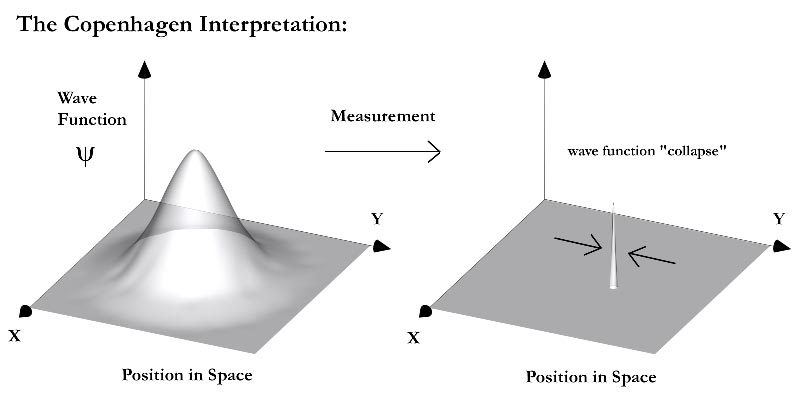 The Copenhagen Interpretation:
Wave
Function
ψ
Measurement
wave function "collapse"
Y
Y
X
X
Position in Space
Position in Space